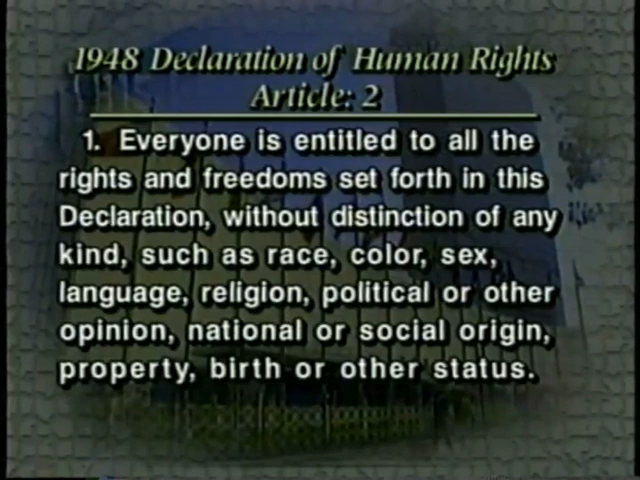 1948 Declaration of Human Rights
Article: 2
1. Everyone is entitled to all the
rights and freedoms set forth in this
Declaration, without distinction of any
kind, such as race, color, sex,
language, religion, political or other
opinion, national or social origin,
property, birth or other status.